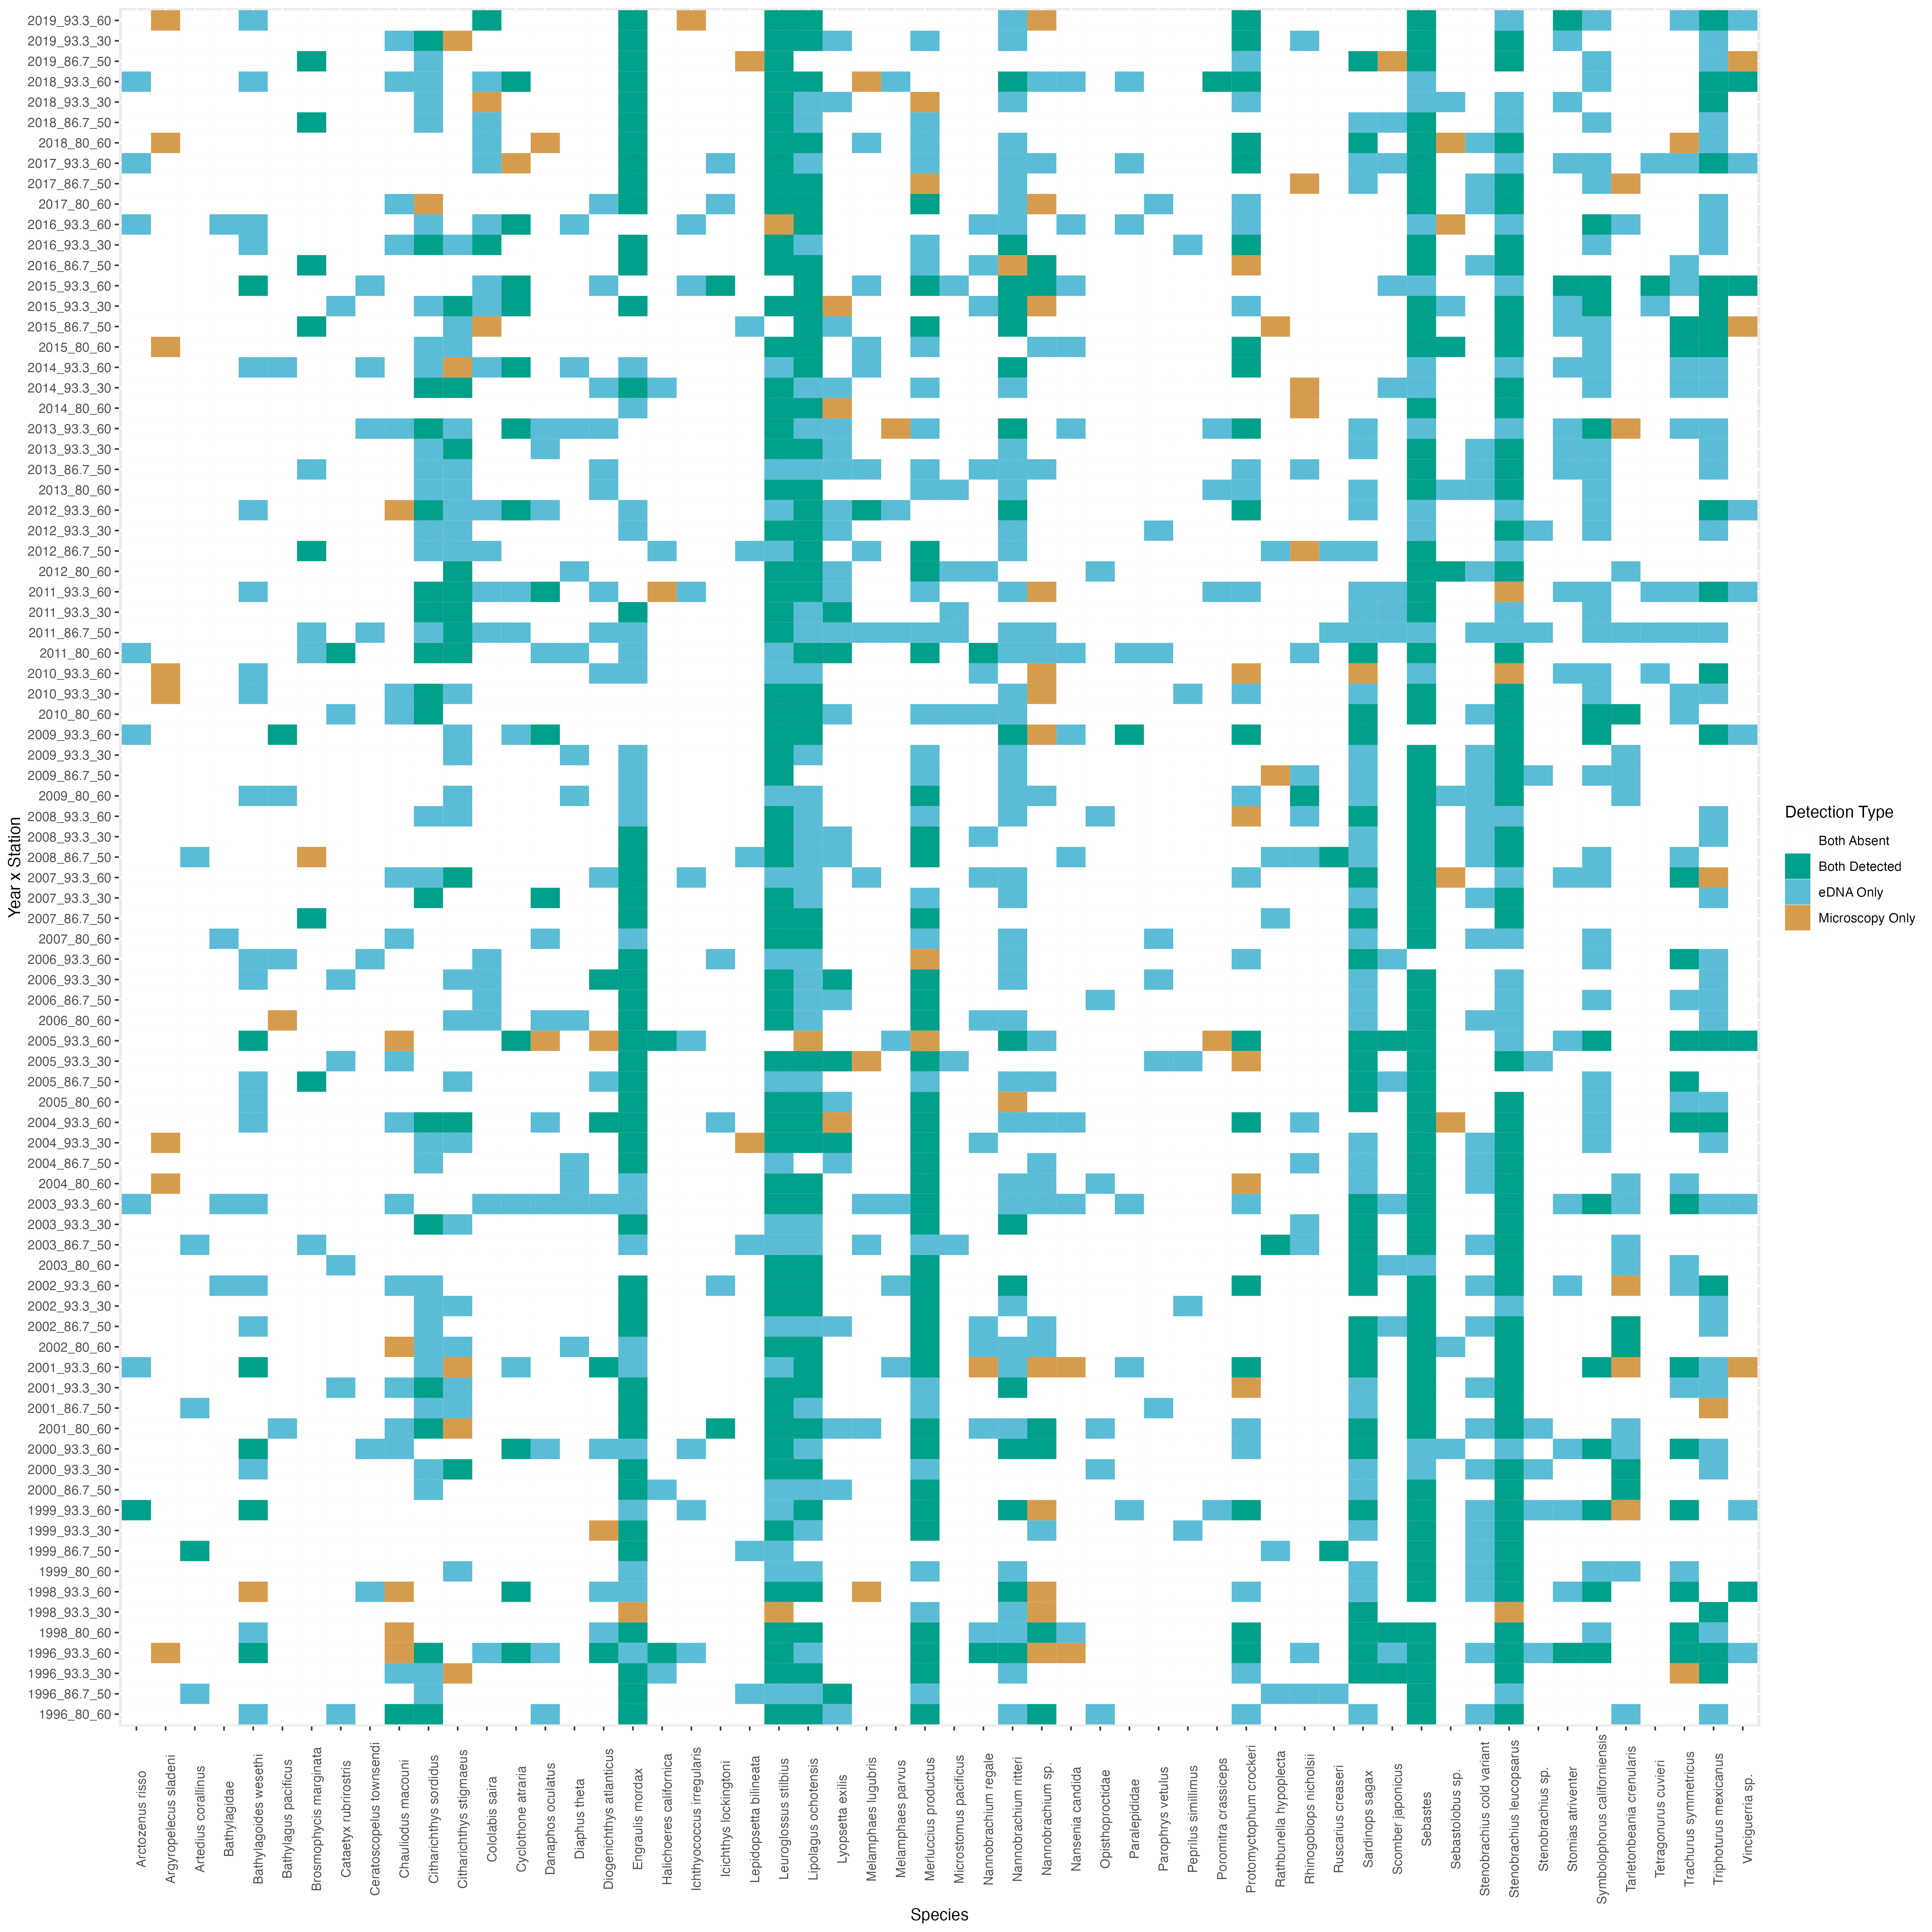 Year x Station
2019_93.3_60
2019_93.3_30
2019_86.7_50
2018_93.3_60
2018_93.3_30
2018_86.7_50
2018_80_60
2017_93.3_60
2017_86.7_50
2017_80_60
2016_93.3_60
2016_93.3_30
2016_86.7_50
2015_93.3_60
2015_93.3_30
2015_86.7_50
2015_80_60
2014_93.3_60
2014_93.3_30
2014_80_60
2013_93.3_60
2013_93.3_30
2013_86.7_50
2013_80_60
2012_93.3_60
2012_93.3_30
2012_86.7_50
2012_80_60
2011_93.3_60
2011_93.3_30
2011_86.7_50
2011_80_60
2010_93.3_60
2010_93.3_30
2010_80_60
2009_93.3_60
2009_93.3_30
2009_86.7_50
2009_80_60
2008_93.3_60
2008_93.3_30
2008_86.7_50
2007_93.3_60
2007_93.3_30
2007_86.7_50
2007_80_60
2006_93.3_60
2006_93.3_30
2006_86.7_50
2006_80_60
2005_93.3_60
2005_93.3_30
2005_86.7_50
2005_80_60
2004_93.3_60
2004_93.3_30
2004_86.7_50
2004_80_60
2003_93.3_60
2003_93.3_30
2003_86.7_50
2003_80_60
2002_93.3_60
2002_93.3_30
2002_86.7_50
2002_80_60
2001_93.3_60
2001_93.3_30
2001_86.7_50
2001_80_60
2000_93.3_60
2000_93.3_30
2000_86.7_50
1999_93.3_60
1999_93.3_30
1999_86.7_50
1999_80_60
1998_93.3_60
1998_93.3_30
1998_80_60
1996_93.3_60
1996_93.3_30
1996_86.7_50
1996_80_60
Arctozenus risso
Argyropelecus sladeni
Artedius corallinus
Bathylagidae
Bathylagoides wesethi
Bathylagus pacificus
Brosmophycis marginata
Cataetyx rubrirostris
Ceratoscopelus townsendi
Chauliodus macouni
Citharichthys sordidus
Citharichthys stigmaeus
Cololabis saira
Cyclothone atraria
Danaphos oculatus
Diaphus theta
Diogenichthys atlanticus
Engraulis mordax
Halichoeres californica
Ichthyococcus irregularis
Icichthys lockingtoni
Lepidopsetta bilineata
Leuroglossus stilbius
Lipolagus ochotensis
Lyopsetta exilis
Melamphaes lugubris
Melamphaes parvus
Merluccius productus
Microstomus pacificus
Nannobrachium regale
Nannobrachium ritteri
Nannobrachium sp.
Nansenia candida
Opisthoproctidae
Paralepididae
Parophrys vetulus
Peprilus simillimus
Poromitra crassiceps
Protomyctophum crockeri
Rathbunella hypoplecta
Rhinogobiops nicholsii
Ruscarius creaseri
Sardinops sagax
Scomber japonicus
Sebastes
Sebastolobus sp.
Stenobrachius cold variant
Stenobrachius leucopsarus
Stenobrachius sp.
Stomias atriventer
Symbolophorus californiensis
Tarletonbeania crenularis
Tetragonurus cuvieri
Trachurus symmetricus
Triphoturus mexicanus
Vinciguerria sp.
Species
Detection Type
Both Absent
Both Detected
eDNA Only
Microscopy Only